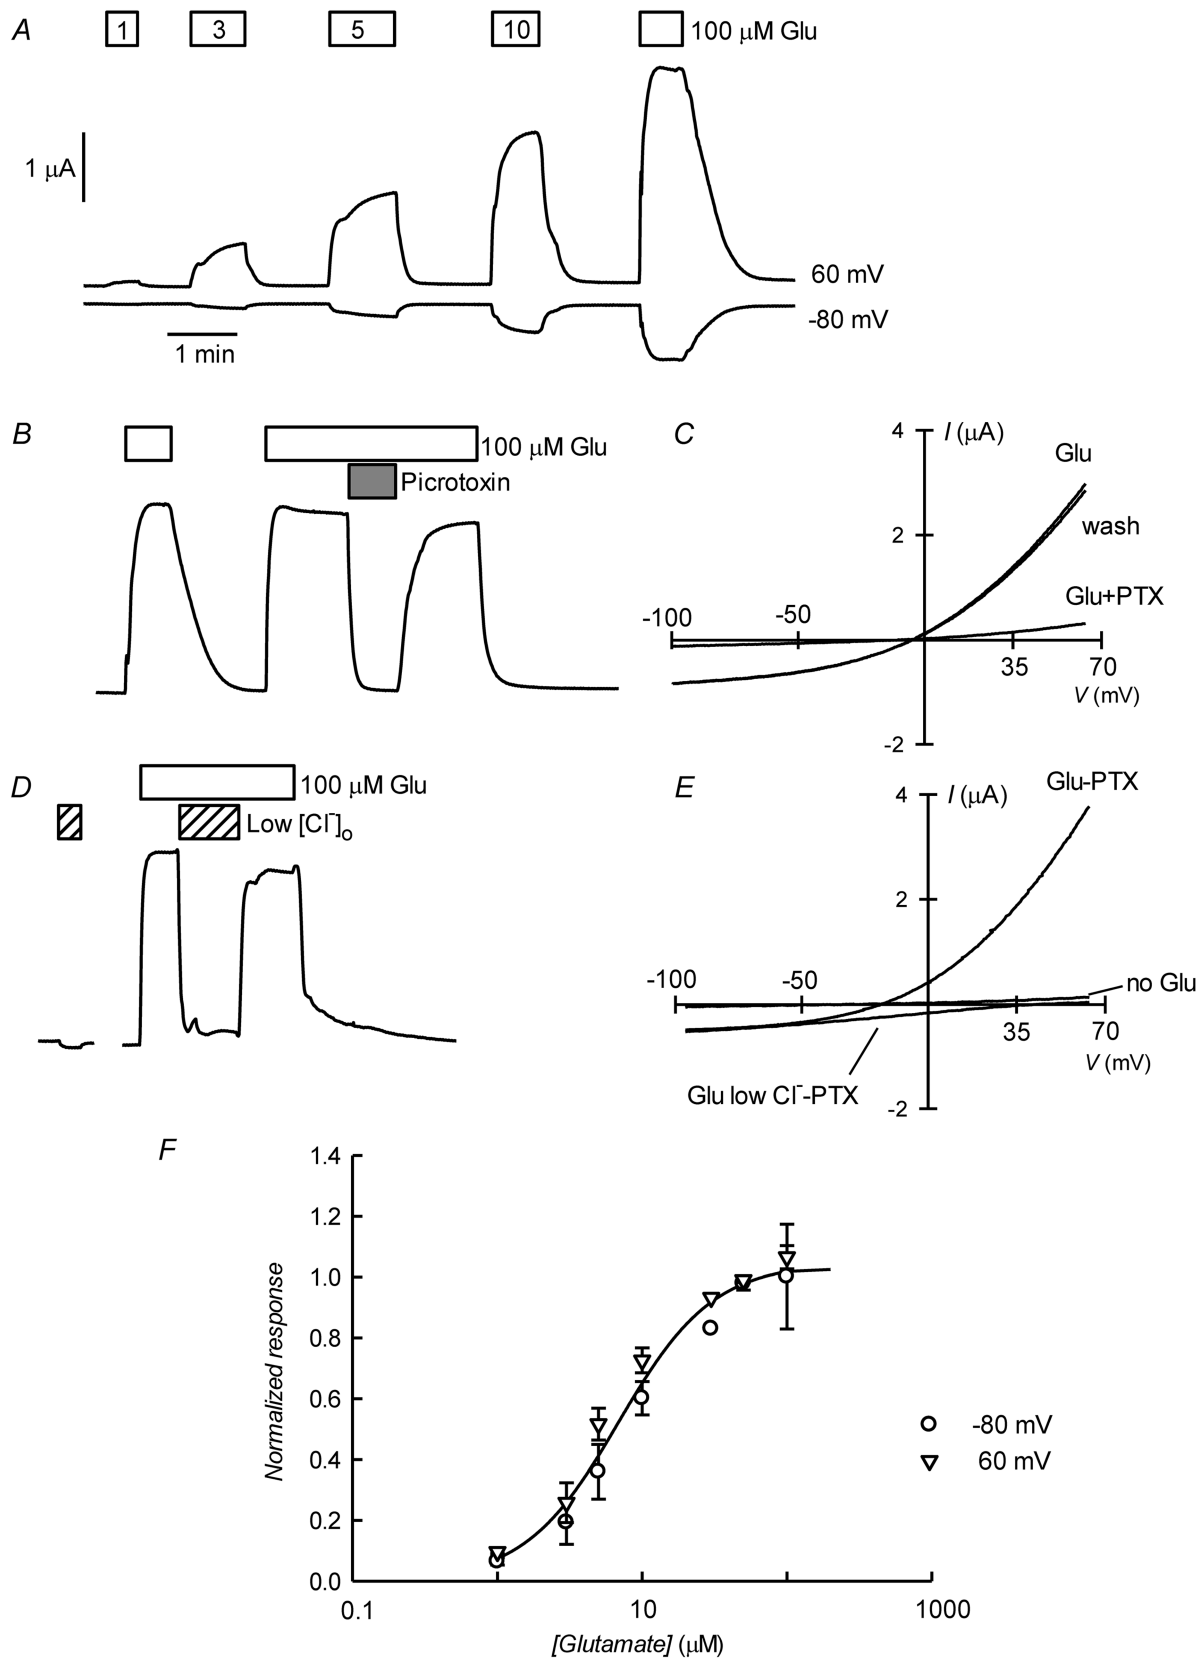 A 1 3 5 10 100 μM Glu
1 μA
60 mV
-80 mV
1 min
B 100 μM Glu
Picrotoxin
C 4 I (μA)
Glu
2 wash
Glu+PTX
-100 -50
35 70
V (mV)
-2
D 100 μM Glu
Low [Cl⁻]o
E 4 I (μA) Glu-PTX
2
-100 -50 no Glu
35 70
V (mV)
Glu low Cl⁻-PTX -2
F
1.4
1.2
1.0
0.8
0.6
0.4
0.2
0.0
Normalized response
-80 mV
60 mV
0.1 10 1000
[Glutamate] (μM)